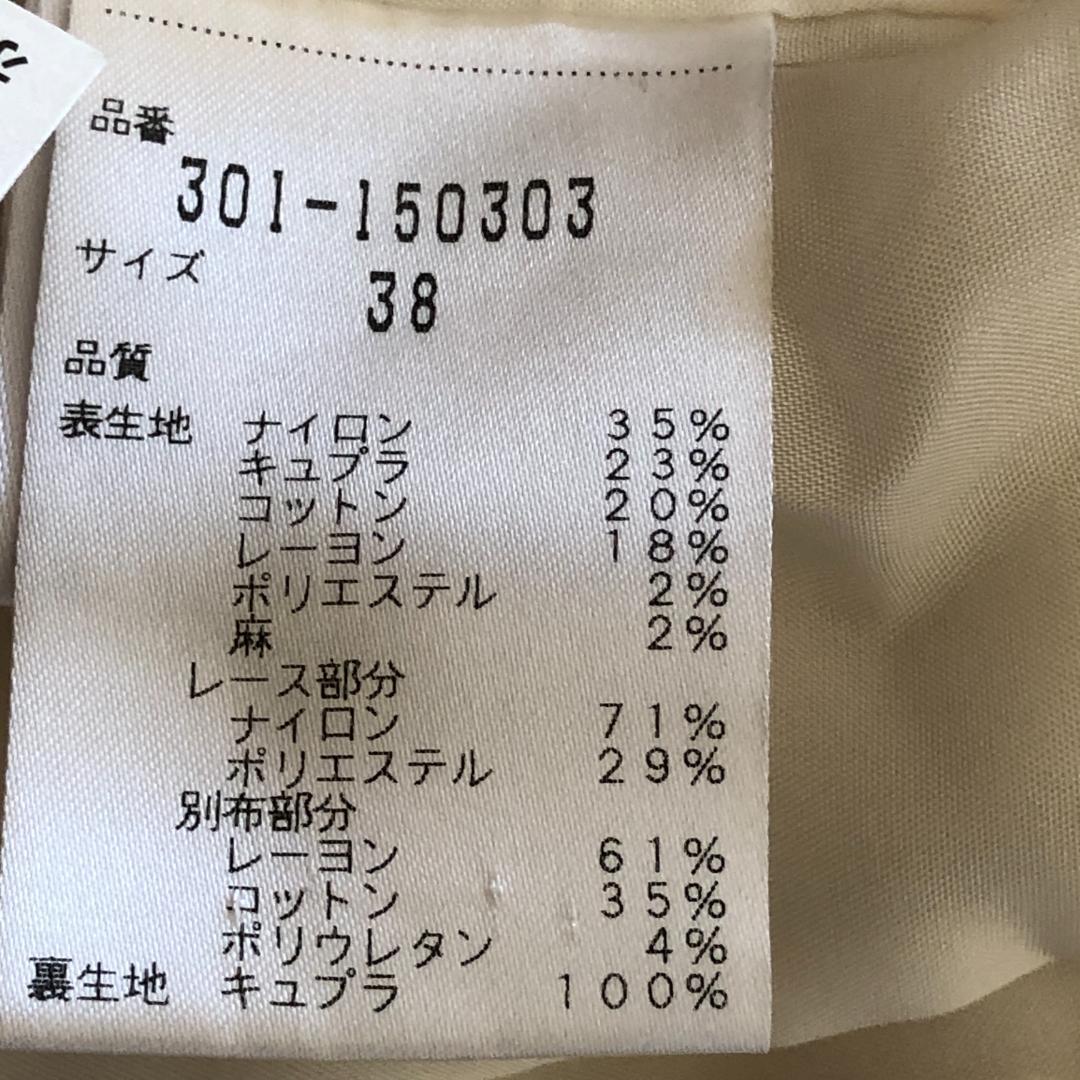 品番
301-150303
サイズ
38
品質
表生地 ナイロン 35%
キュプラ 23%
コットン 20%
レーヨン 18%
ポリエステル 2%
麻 2%
レース部分
ナイロン 71%
ポリエステル 29%
別布部分
レーヨン 61%
コットン 35%
ポリウレタン 4%
裏生地 キュプラ 100%